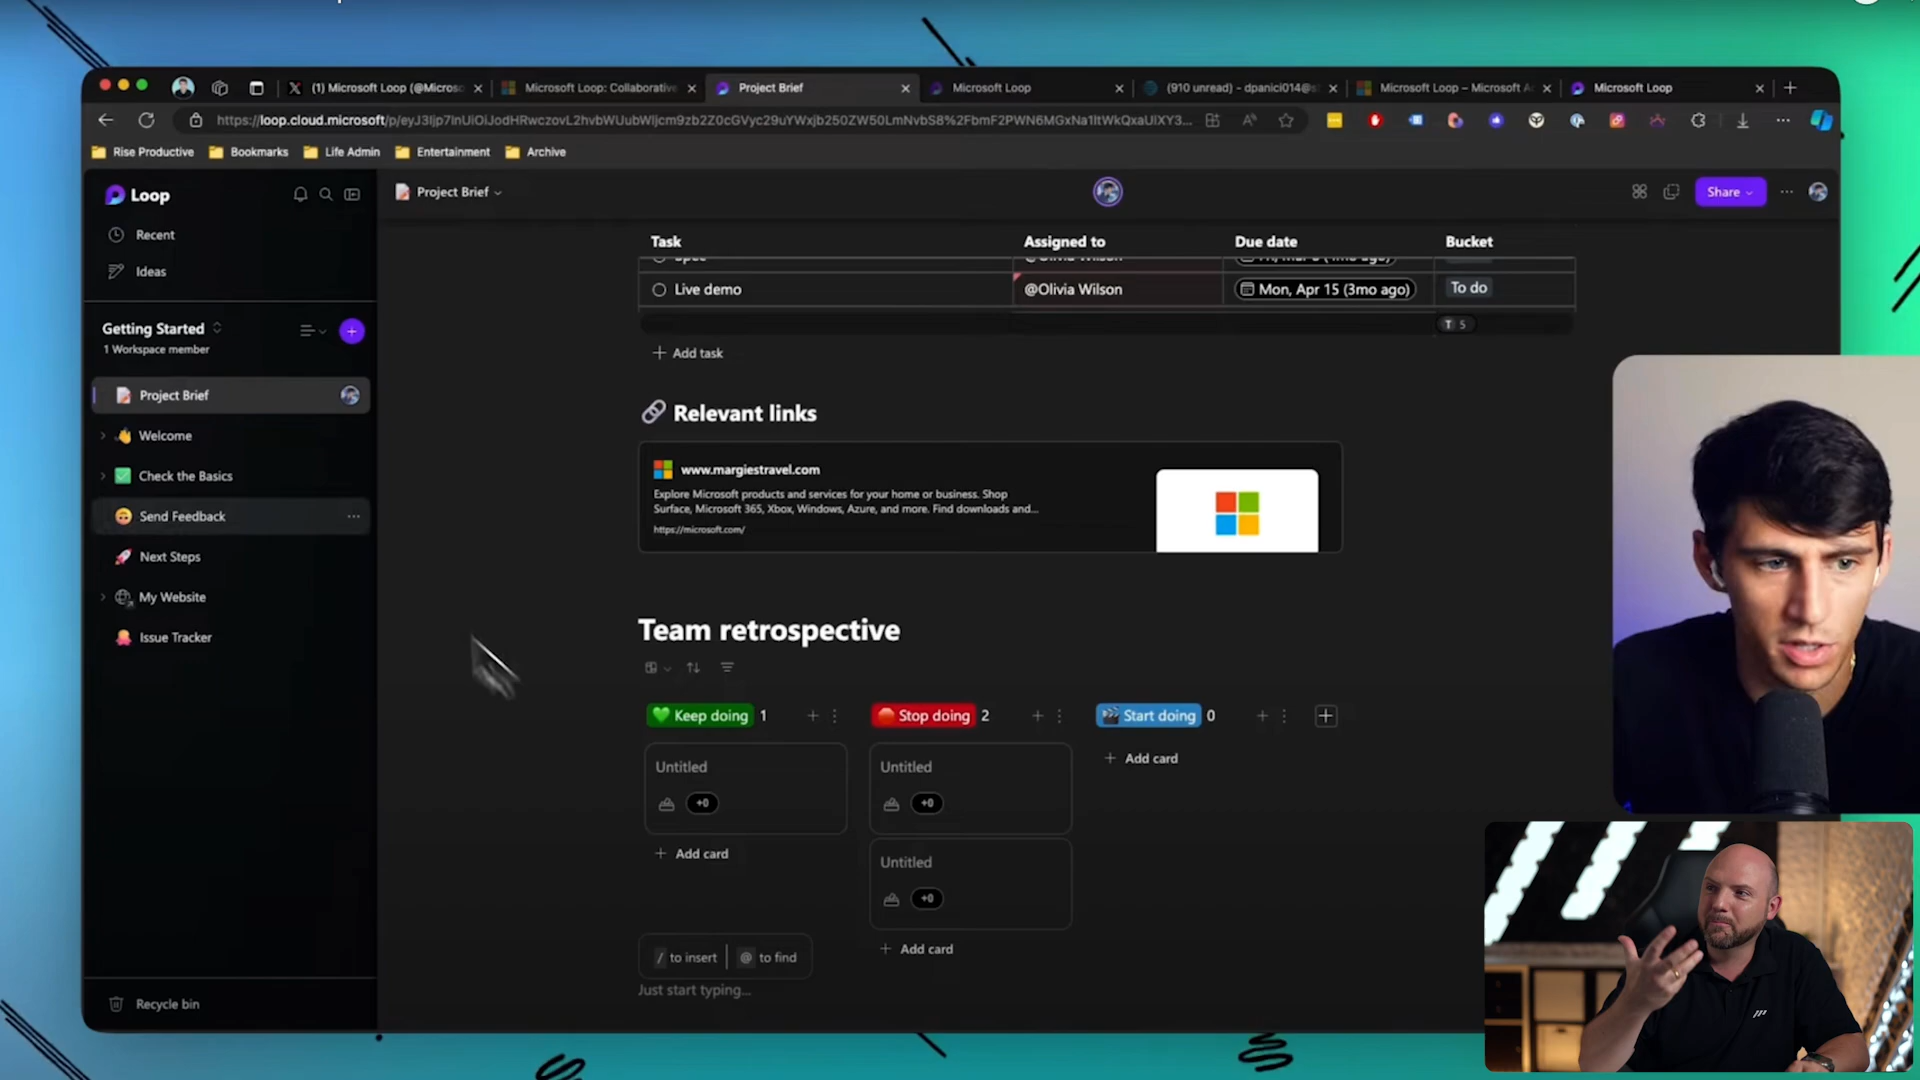 (1) Microsoft Loop (@Microsc
Microsoft Loop: Collaborative
Project Brief
Microsoft Loop
(910 unread) - dpanici014@s
Microsoft Loop – Microsoft A
Microsoft Loop
Rise Productive
Bookmarks
Life Admin
Entertainment
Archive
Loop
Recent
Ideas
Getting Started
1 Workspace member
Project Brief
Welcome
Check the Basics
Send Feedback
Next Steps
My Website
Issue Tracker
Recycle bin
Project Brief
Share
Task Assigned to Due date Bucket
Live demo @Olivia Wilson Mon, Apr 15 (3mo ago) To do
T 5
Add task
Relevant links
www.margiestravel.com
Explore Microsoft products and services for your home or business. Shop
Surface, Microsoft 365, Xbox, Windows, Azure, and more. Find downloads and...
https://microsoft.com/
Team retrospective
Keep doing 1
Stop doing 2
Start doing 0
Untitled
+0
Add card
Untitled
+0
Untitled
+0
Add card
Add card
/ to insert @ to find
Just start typing...